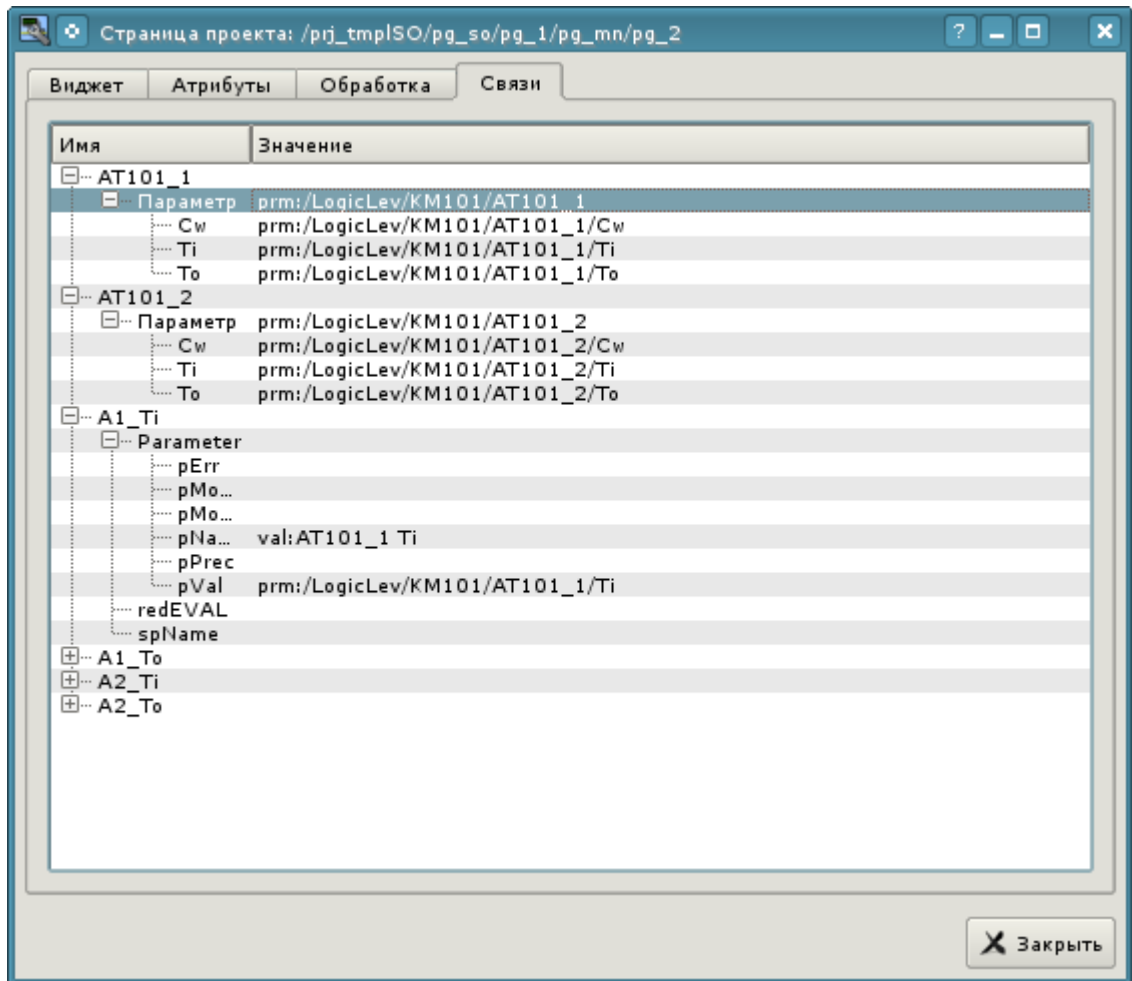 Страница проекта: /prj_tmplSO/pg_so/pg_1/pg_mn/pg_2
Виджет Атрибуты Обработка Связи
Имя Значение
AT101_1
Параметр prm:/LogicLev/KM101/AT101_1
Cw prm:/LogicLev/KM101/AT101_1/Cw
Ti prm:/LogicLev/KM101/AT101_1/Ti
To prm:/LogicLev/KM101/AT101_1/To
AT101_2
Параметр prm:/LogicLev/KM101/AT101_2
Cw prm:/LogicLev/KM101/AT101_2/Cw
Ti prm:/LogicLev/KM101/AT101_2/Ti
To prm:/LogicLev/KM101/AT101_2/To
A1_Ti
Parameter
pErr
pMo...
pMo...
pNa... val:AT101_1 Ti
pPrec
pVal prm:/LogicLev/KM101/AT101_1/Ti
redEVAL
spName
A1_To
A2_Ti
A2_To
Закрыть